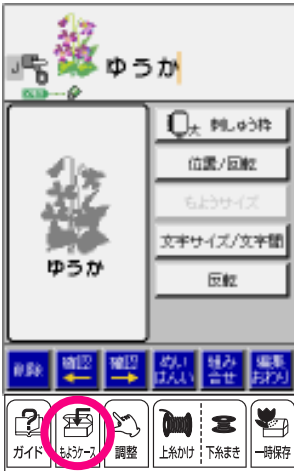 ゆうか
大 刺しゅう枠
位置/回転
もようサイズ
文字サイズ/文字間
反転
ゆうか
削除 確認 確認 ぬいはんい 組み合せ 編集おわり
ガイド もようケース 調整 上糸かけ 下糸まき 一時保存